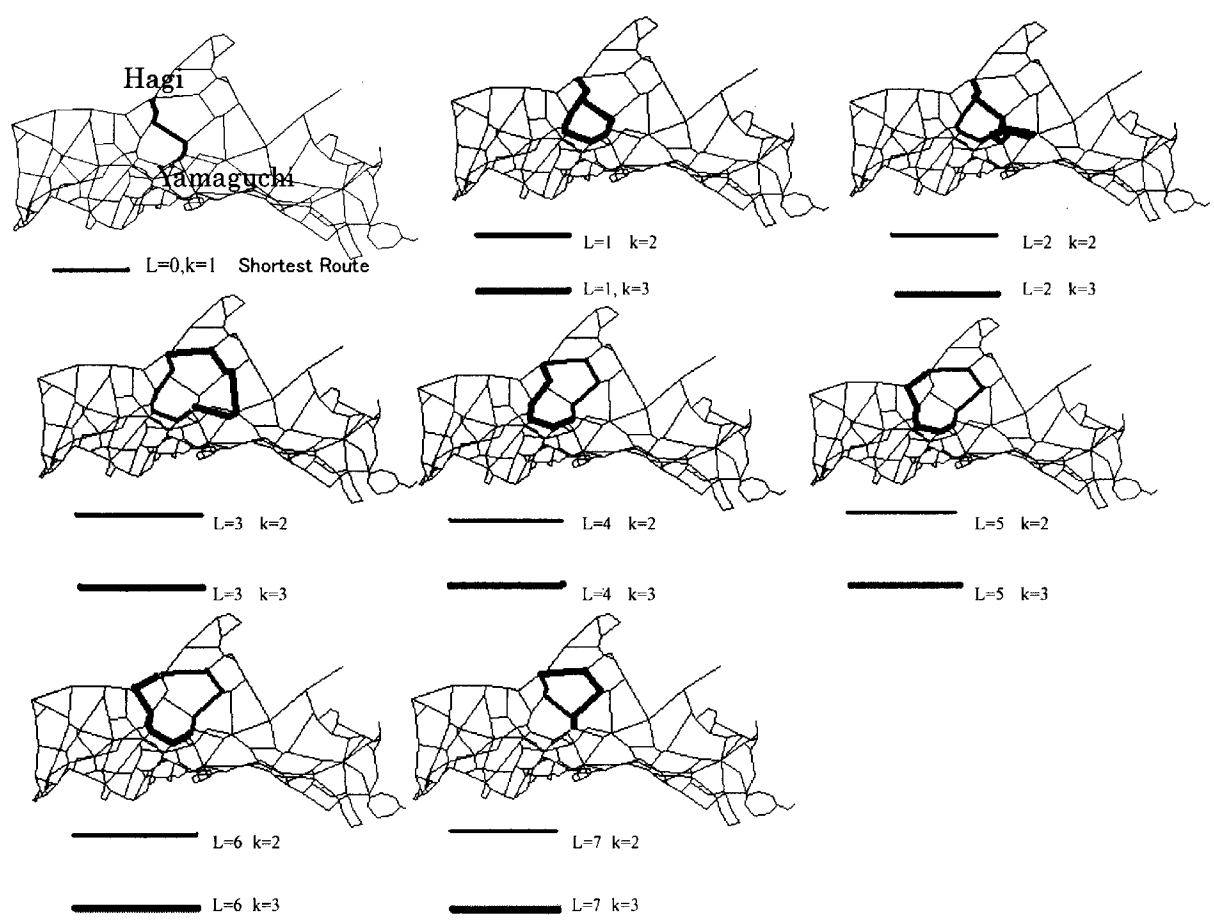 Hagi
Yamaguchi
L=0,k=1 Shortest Route
L=1 k=2
L=1, k=3
L=2 k=2
L=2 k=3
L=3 k=2
L=3 k=3
L=4 k=2
L=4 k=3
L=5 k=2
L=5 k=3
L=6 k=2
L=6 k=3
L=7 k=2
L=7 k=3